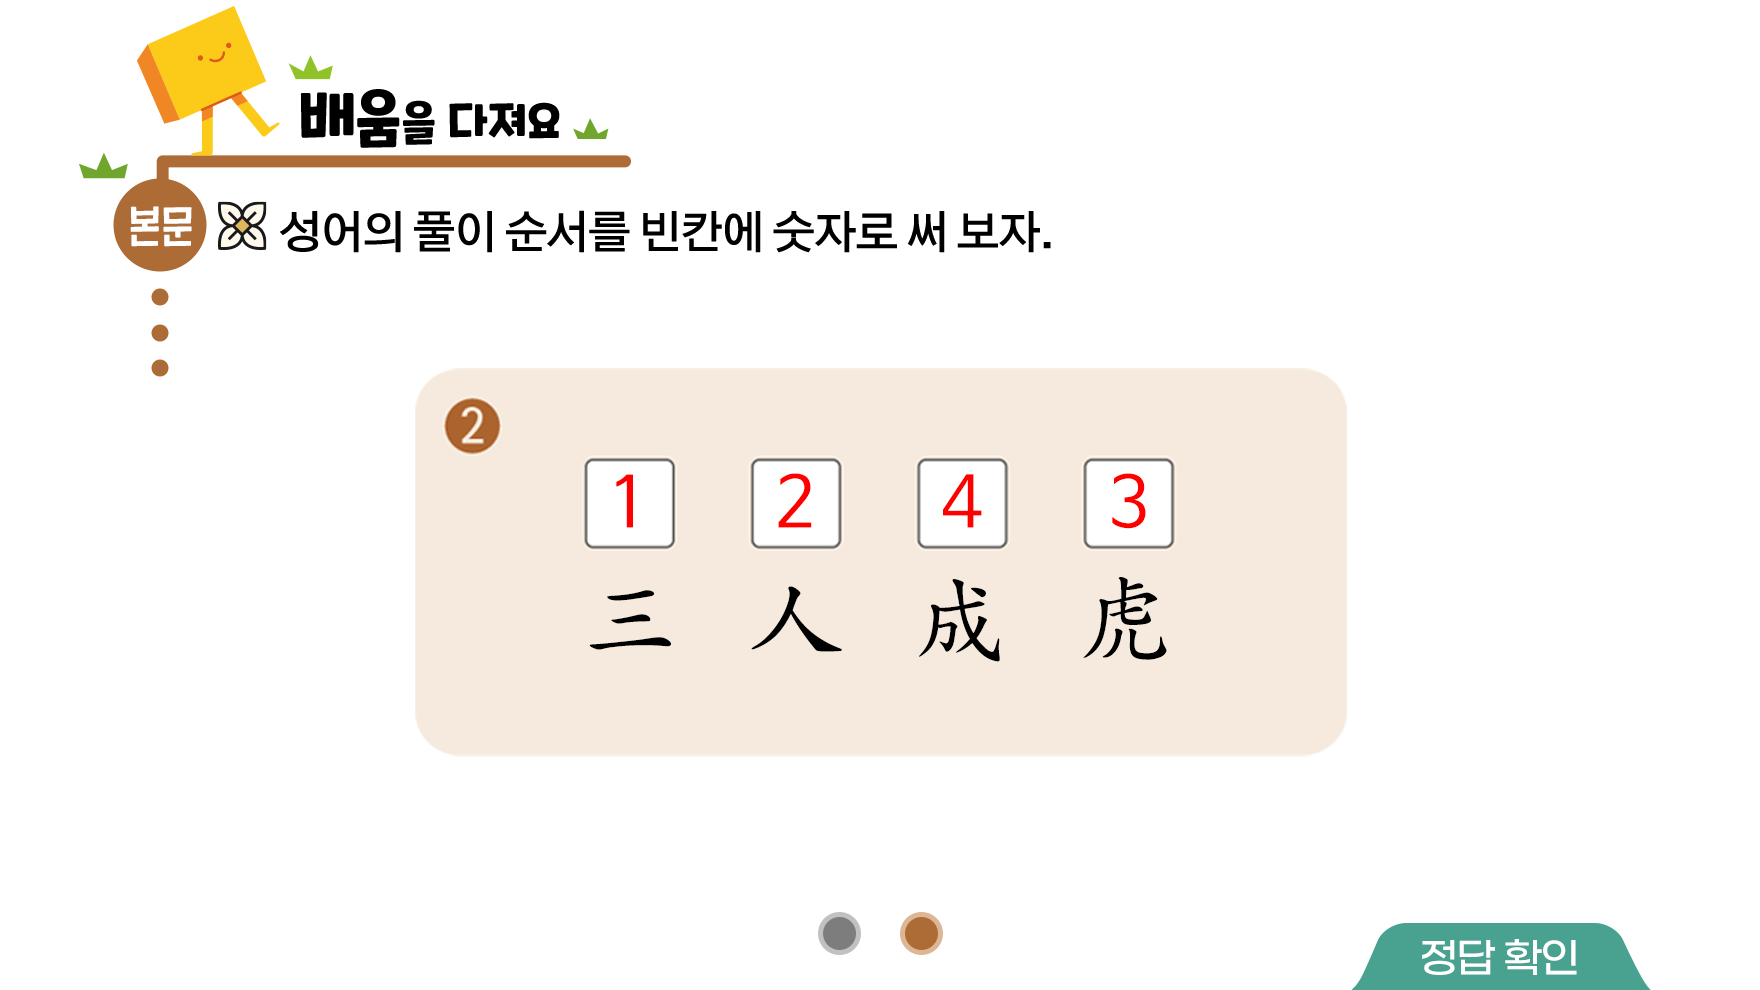 배움을 다져요
본문 성어의 풀이 순서를 빈칸에 숫자로 써 보자.
2
1 2 4 3
三 人 成 虎
정답 확인